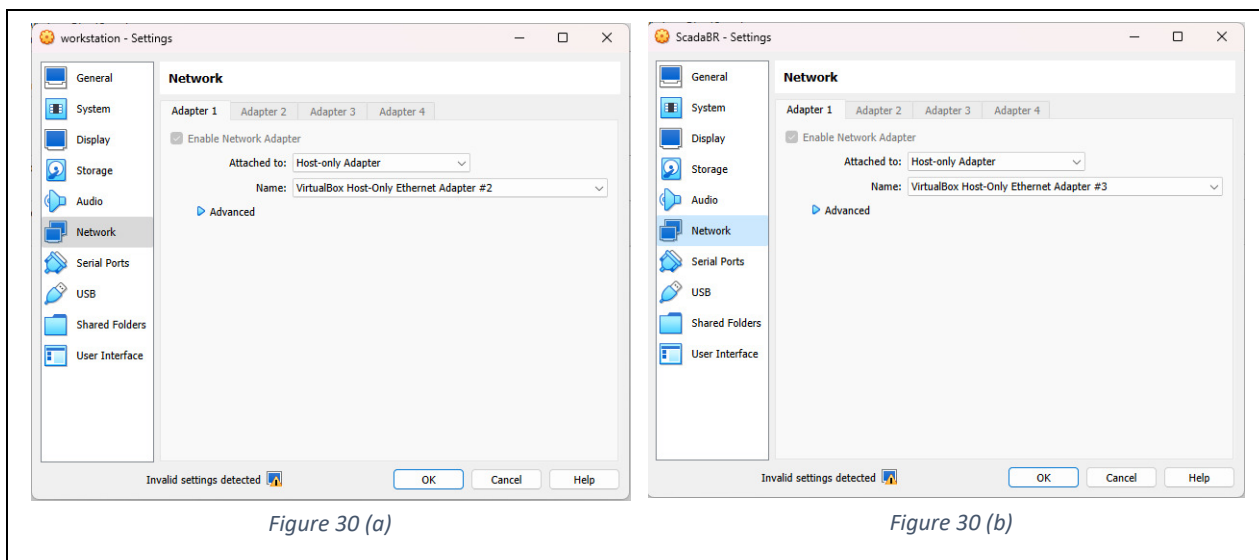 workstation - Settings
General
System
Display
Storage
Audio
Network
Serial Ports
USB
Shared Folders
User Interface
Network
Adapter 1 Adapter 2 Adapter 3 Adapter 4
Enable Network Adapter
Attached to: Host-only Adapter
Name: VirtualBox Host-Only Ethernet Adapter #2
Advanced
Invalid settings detected
OK Cancel Help
Figure 30 (a)
ScadaBR - Settings
General
System
Display
Storage
Audio
Network
Serial Ports
USB
Shared Folders
User Interface
Network
Adapter 1 Adapter 2 Adapter 3 Adapter 4
Enable Network Adapter
Attached to: Host-only Adapter
Name: VirtualBox Host-Only Ethernet Adapter #3
Advanced
Invalid settings detected
OK Cancel Help
Figure 30 (b)